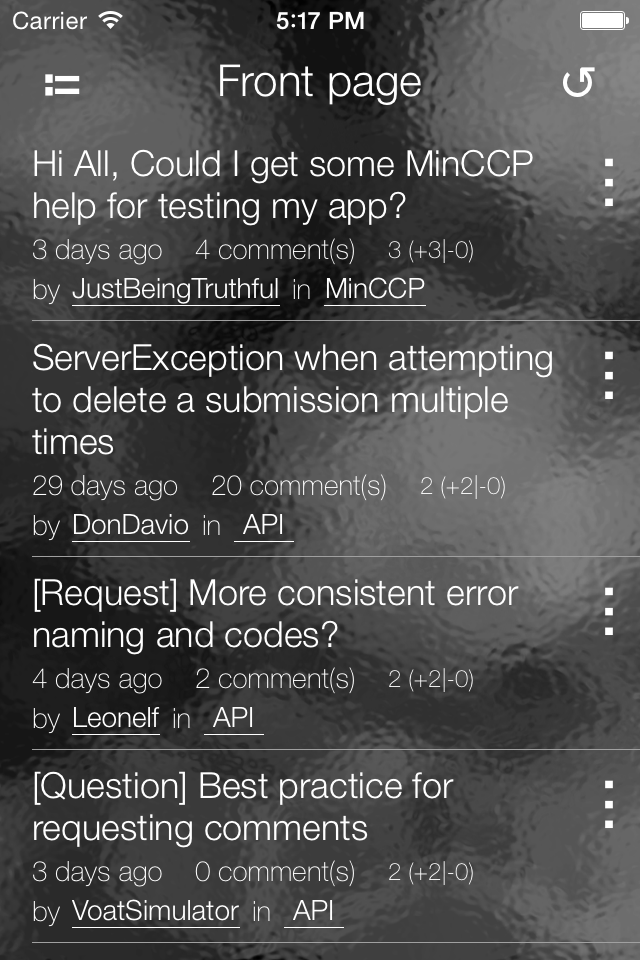 Carrier 5:17 PM
Front page
Hi All, Could I get some MinCCP
help for testing my app?
3 days ago 4 comment(s) 3 (+3|-0)
by JustBeingTruthful in MinCCP
ServerException when attempting
to delete a submission multiple
times
29 days ago 20 comment(s) 2 (+2|-0)
by DonDavio in API
[Request] More consistent error
naming and codes?
4 days ago 2 comment(s) 2 (+2|-0)
by Leonelf in API
[Question] Best practice for
requesting comments
3 days ago 0 comment(s) 2 (+2|-0)
by VoatSimulator in API